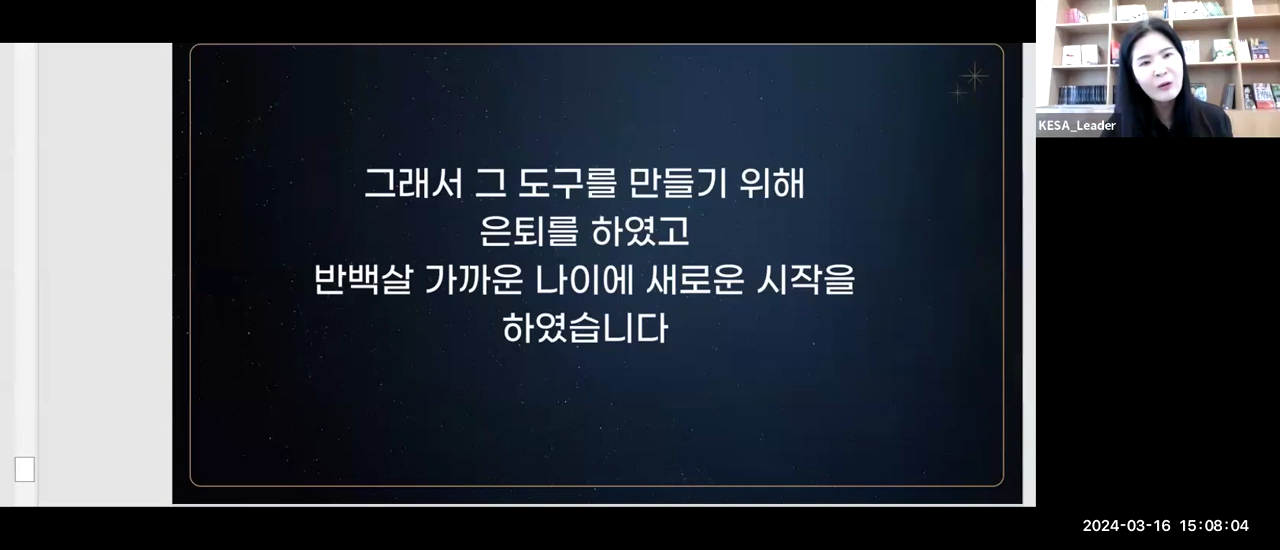 그래서 그 도구를 만들기 위해
은퇴를 하였고
반백살 가까운 나이에 새로운 시작을
하였습니다
KESA_Leader
2024-03-16 15:08:04